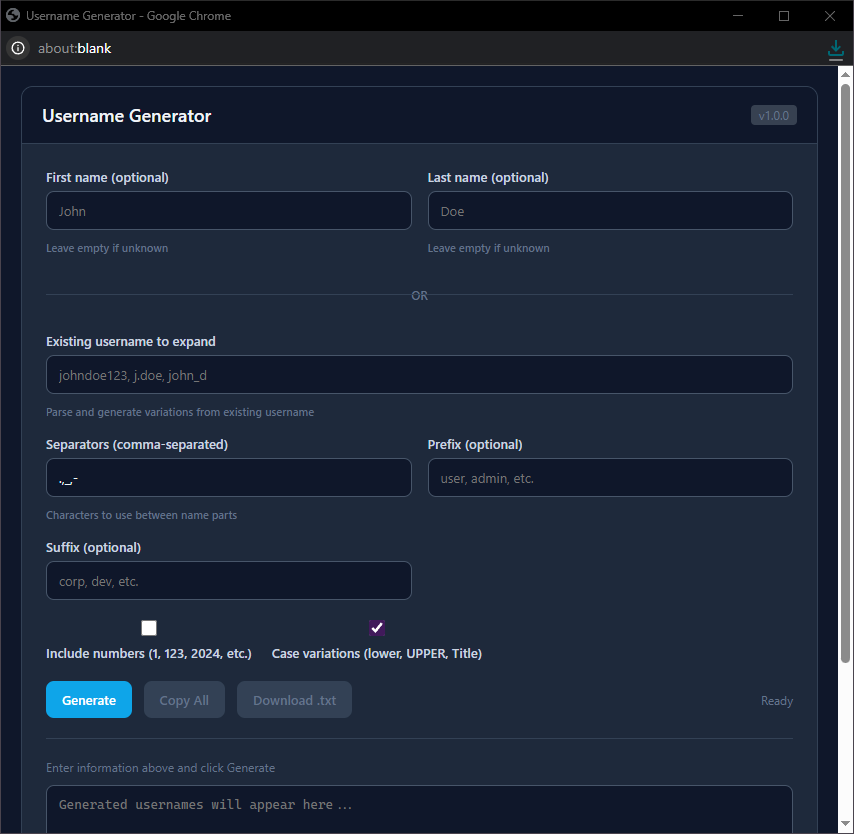 Username Generator - Google Chrome
about:blank
Username Generator
v1.0.0
First name (optional)
Last name (optional)
John
Doe
Leave empty if unknown
Leave empty if unknown
OR
Existing username to expand
johndoe123, j.doe, john_d
Parse and generate variations from existing username
Separators (comma-separated)
Prefix (optional)
.,_,-
user, admin, etc.
Characters to use between name parts
Suffix (optional)
corp, dev, etc.
Include numbers (1, 123, 2024, etc.)
Case variations (lower, UPPER, Title)
Generate
Copy All
Download .txt
Ready
Enter information above and click Generate
Generated usernames will appear here...